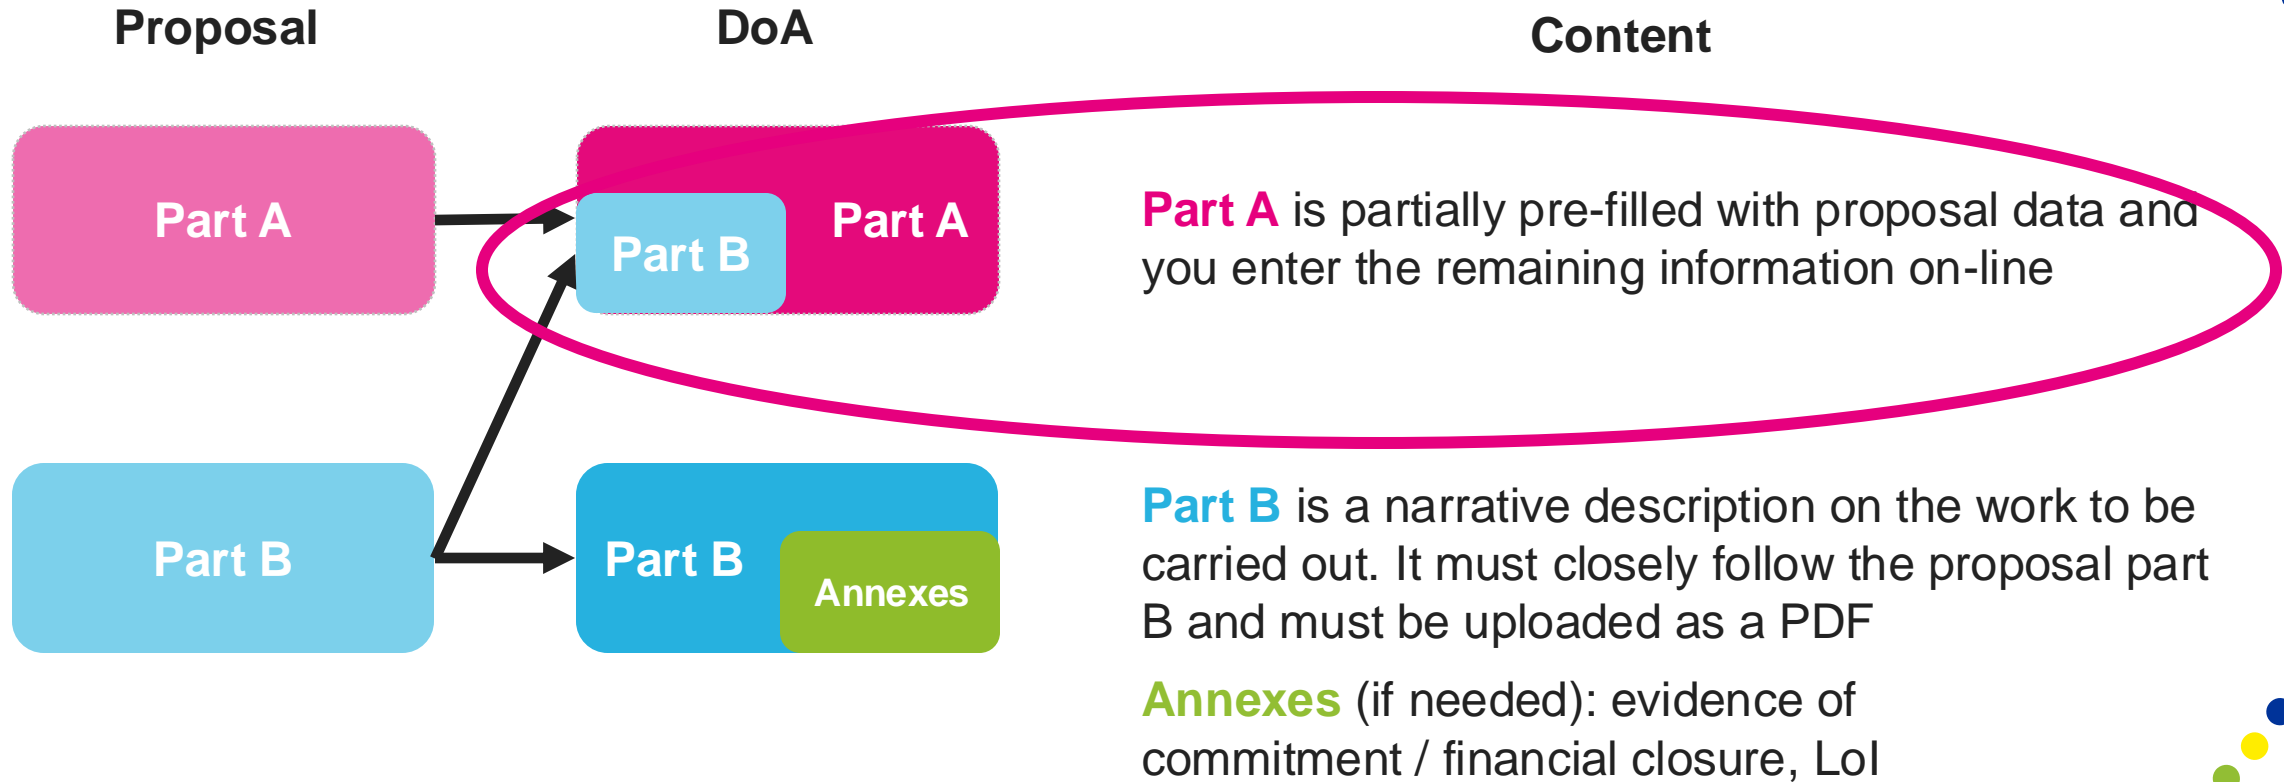 Proposal
DoA
Content
Part A
Part B
Part A
Part A is partially pre-filled with proposal data and
you enter the remaining information on-line
Part B
Part B
Annexes
Part B is a narrative description on the work to be
carried out. It must closely follow the proposal part
B and must be uploaded as a PDF
Annexes (if needed): evidence of
commitment / financial closure, LoI